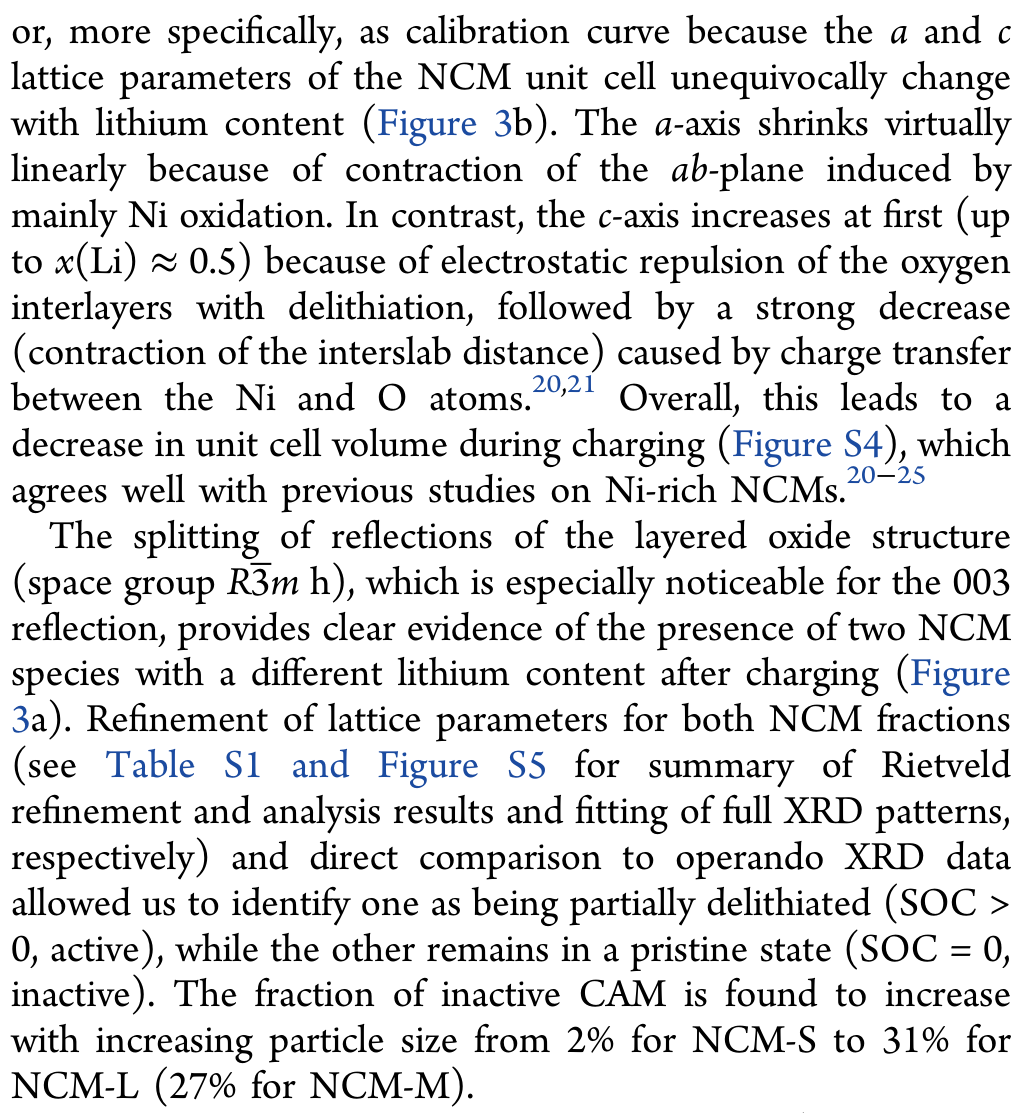 or, more specifically, as calibration curve because the a and c
lattice parameters of the NCM unit cell unequivocally change
with lithium content (Figure 3b). The a-axis shrinks virtually
linearly because of contraction of the ab-plane induced by
mainly Ni oxidation. In contrast, the c-axis increases at first (up
to x(Li) ≈ 0.5) because of electrostatic repulsion of the oxygen
interlayers with delithiation, followed by a strong decrease
(contraction of the interslab distance) caused by charge transfer
between the Ni and O atoms.20,21 Overall, this leads to a
decrease in unit cell volume during charging (Figure S4), which
agrees well with previous studies on Ni-rich NCMs.20−25
The splitting of reflections of the layered oxide structure
(space group R3̅m h), which is especially noticeable for the 003
reflection, provides clear evidence of the presence of two NCM
species with a different lithium content after charging (Figure
3a). Refinement of lattice parameters for both NCM fractions
(see Table S1 and Figure S5 for summary of Rietveld
refinement and analysis results and fitting of full XRD patterns,
respectively) and direct comparison to operando XRD data
allowed us to identify one as being partially delithiated (SOC >
0, active), while the other remains in a pristine state (SOC = 0,
inactive). The fraction of inactive CAM is found to increase
with increasing particle size from 2% for NCM-S to 31% for
NCM-L (27% for NCM-M).